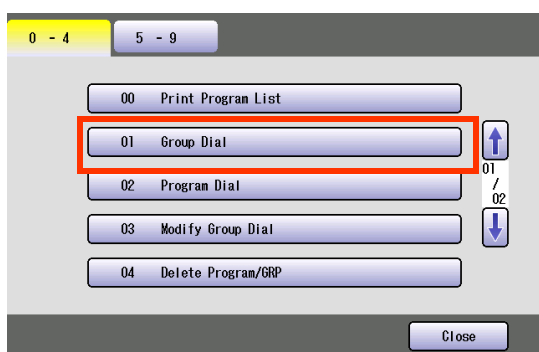 0 - 4
5 - 9
00 Print Program List
01 Group Dial
02 Program Dial
03 Modify Group Dial
04 Delete Program/GRP
01
/
02
Close